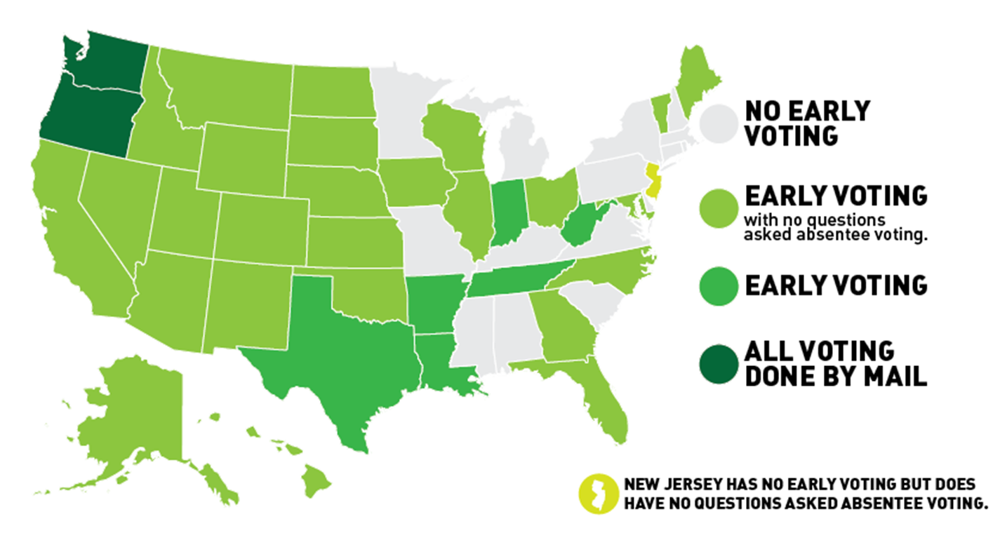 NO EARLY
VOTING
EARLY VOTING
with no questions
asked absentee voting.
EARLY VOTING
ALL VOTING
DONE BY MAIL
NEW JERSEY HAS NO EARLY VOTING BUT DOES
HAVE NO QUESTIONS ASKED ABSENTEE VOTING.